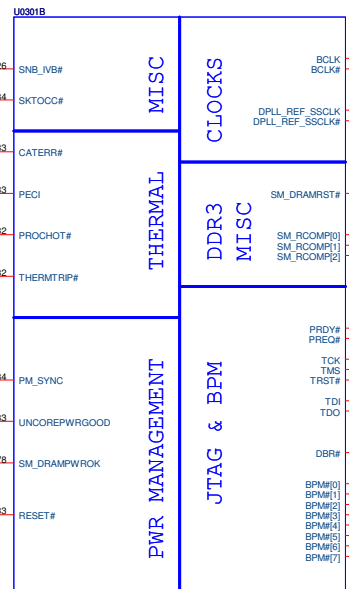 U0301B
MISC
SNB_IVB#
SKTOCC#
THERMAL
CATERR#
PECI
PROCHOT#
THERMTRIP#
PWR MANAGEMENT
PM_SYNC
UNCOREPWRGOOD
SM_DRAMPWROK
RESET#
CLOCKS
BCLK
BCLK#
DPLL_REF_SSCLK
DPLL_REF_SSCLK#
DDR3
MISC
SM_DRAMRST#
SM_RCOMP[0]
SM_RCOMP[1]
SM_RCOMP[2]
JTAG & BPM
PRDY#
PREQ#
TCK
TMS
TRST#
TDI
TDO
DBR#
BPM#[0]
BPM#[1]
BPM#[2]
BPM#[3]
BPM#[4]
BPM#[5]
BPM#[6]
BPM#[7]